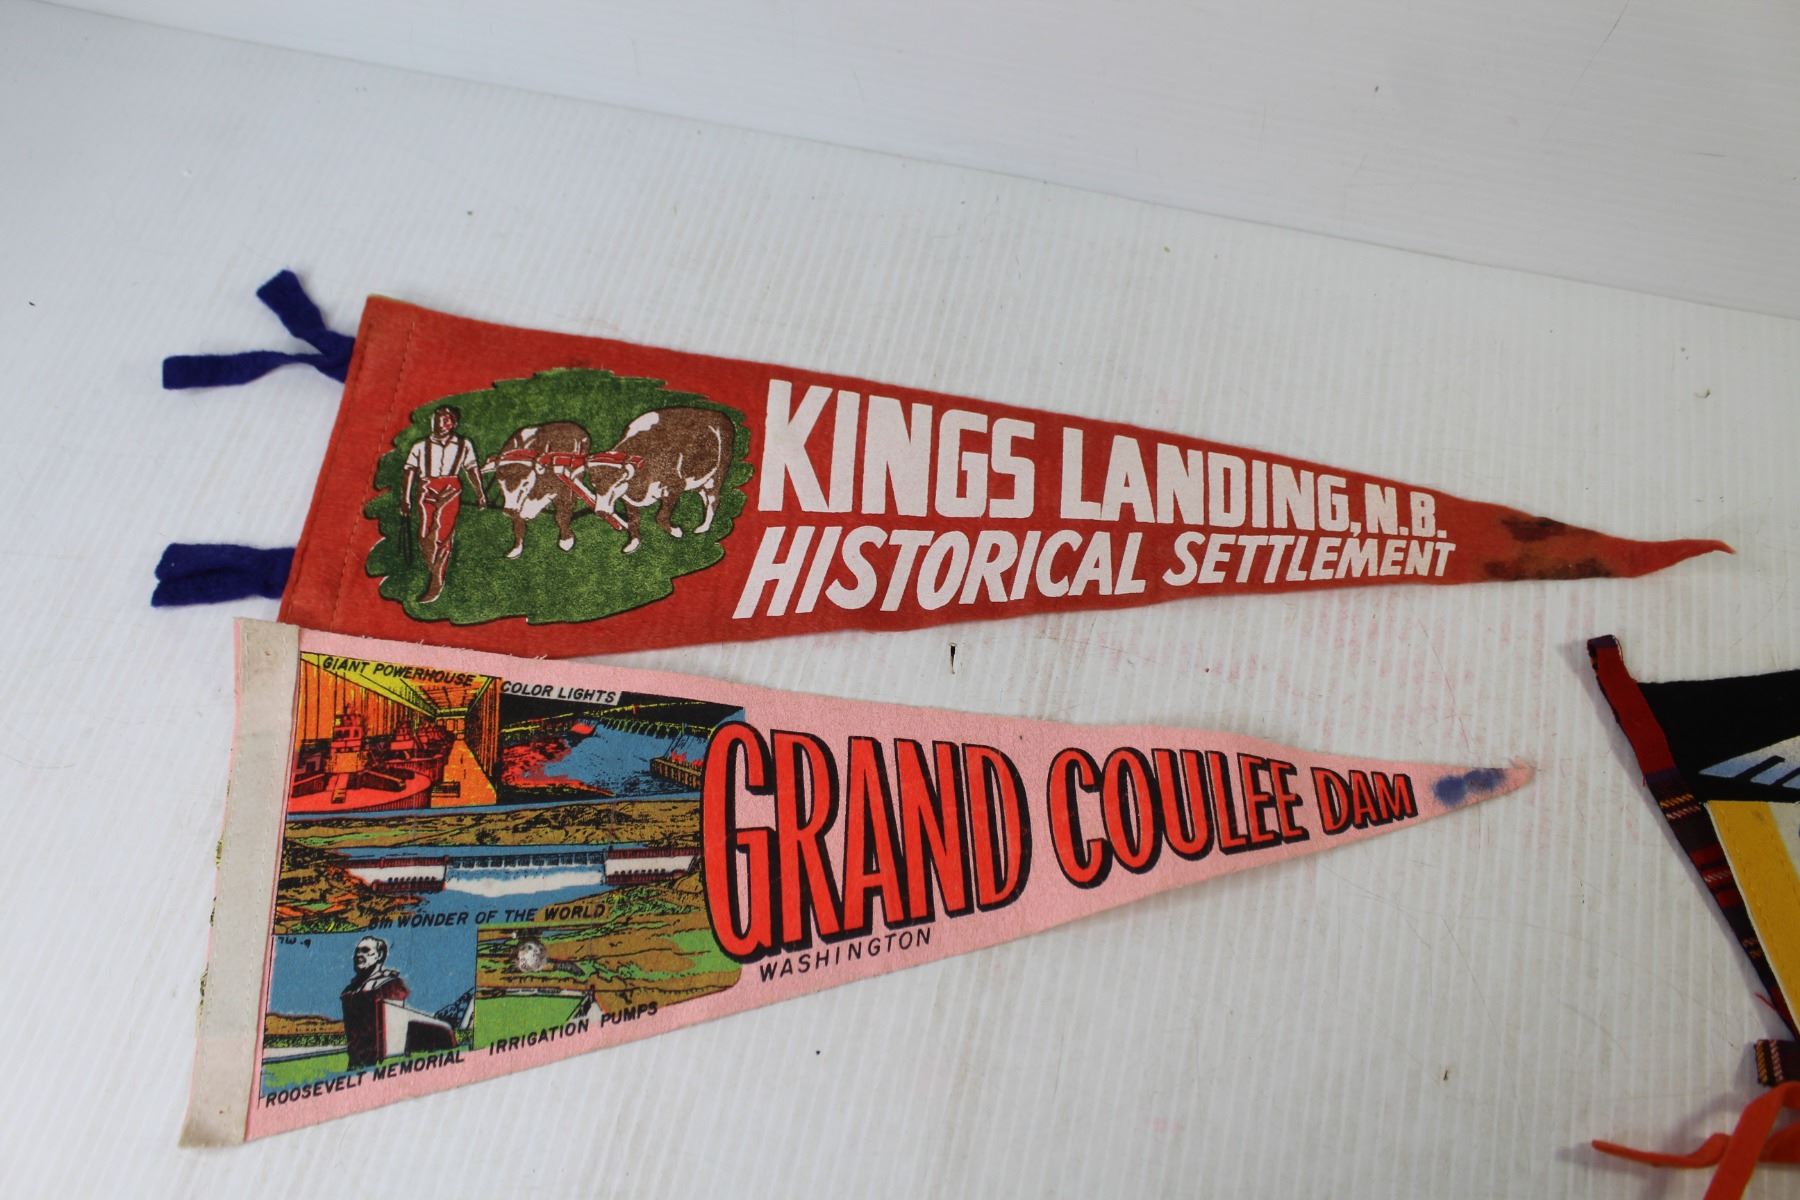 KINGS LANDING, N.B.
HISTORICAL SETTLEMENT
GIANT POWERHOUSE
COLOR LIGHTS
GRAND COULEE DAM
WASHINGTON
8th WONDER OF THE WORLD
ROOSEVELT MEMORIAL
IRRIGATION PUMPS